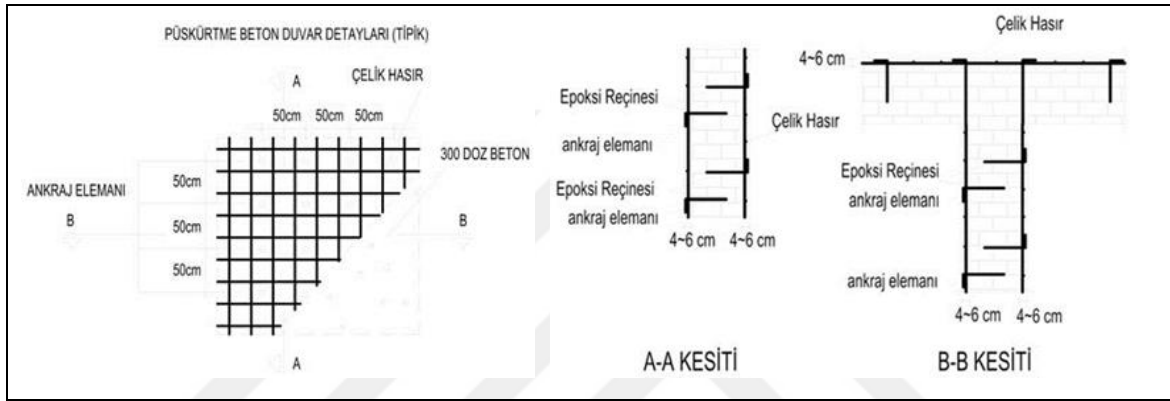 PÜSKÜRTME BETON DUVAR DETAYLARI (TİPİK)
A
ÇELİK HASIR
50cm 50cm 50cm
300 DOZ BETON
ANKRAJ ELEMANI
50cm
B
B
50cm
50cm
A
Epoksi Reçinesi
Çelik Hasır
ankraj elemanı
Epoksi Reçinesi
ankraj elemanı
4~6 cm 4~6 cm
A-A KESİTİ
Çelik Hasır
4~6 cm
Epoksi Reçinesi
ankraj elemanı
ankraj elemanı
4~6 cm 4~6 cm
B-B KESİTİ